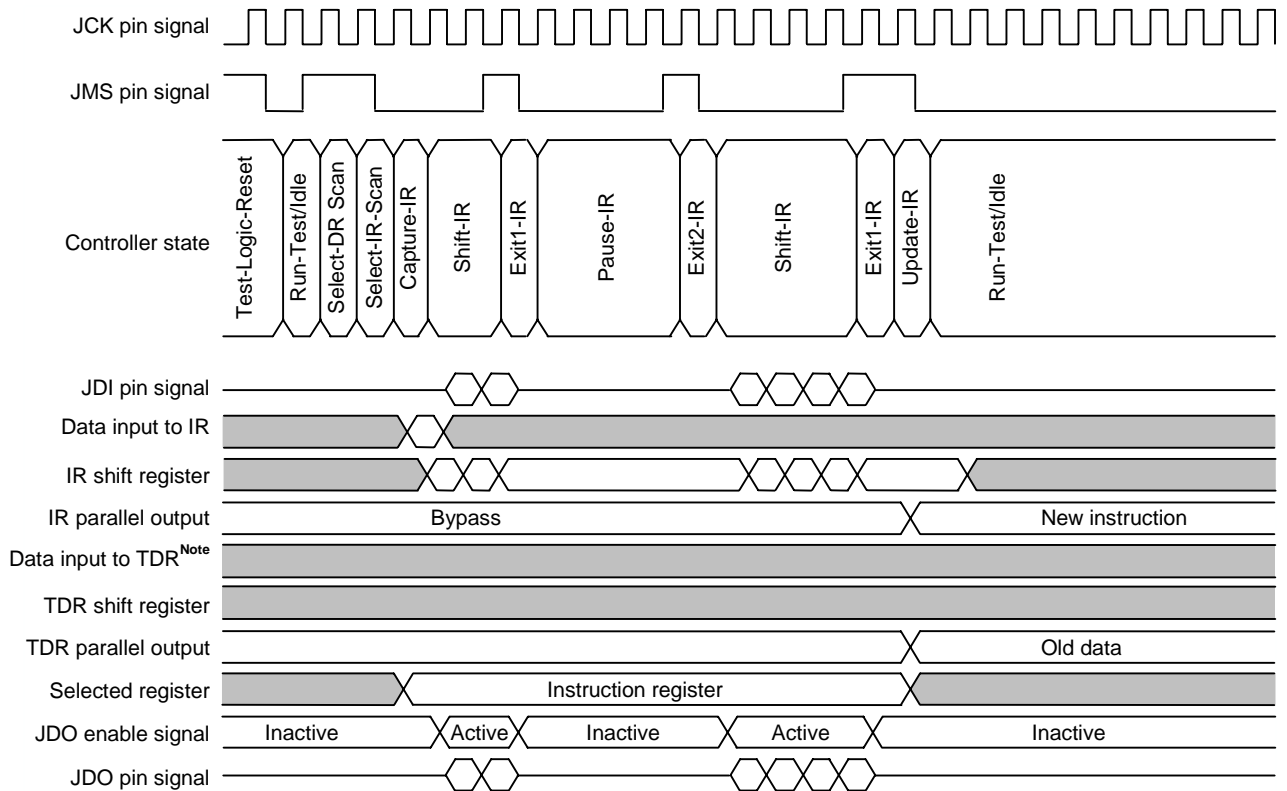 JCK pin signal
JMS pin signal
Controller state
Test-Logic-Reset
Run-Test/Idle
Select-DR Scan
Select-IR-Scan
Capture-IR
Shift-IR
Exit1-IR
Pause-IR
Exit2-IR
Shift-IR
Exit1-IR
Update-IR
Run-Test/Idle
JDI pin signal
Data input to IR
IR shift register
IR parallel output Bypass New instruction
Data input to TDR Note
TDR shift register
TDR parallel output Old data
Selected register Instruction register
JDO enable signal Inactive Active Inactive Active Inactive
JDO pin signal